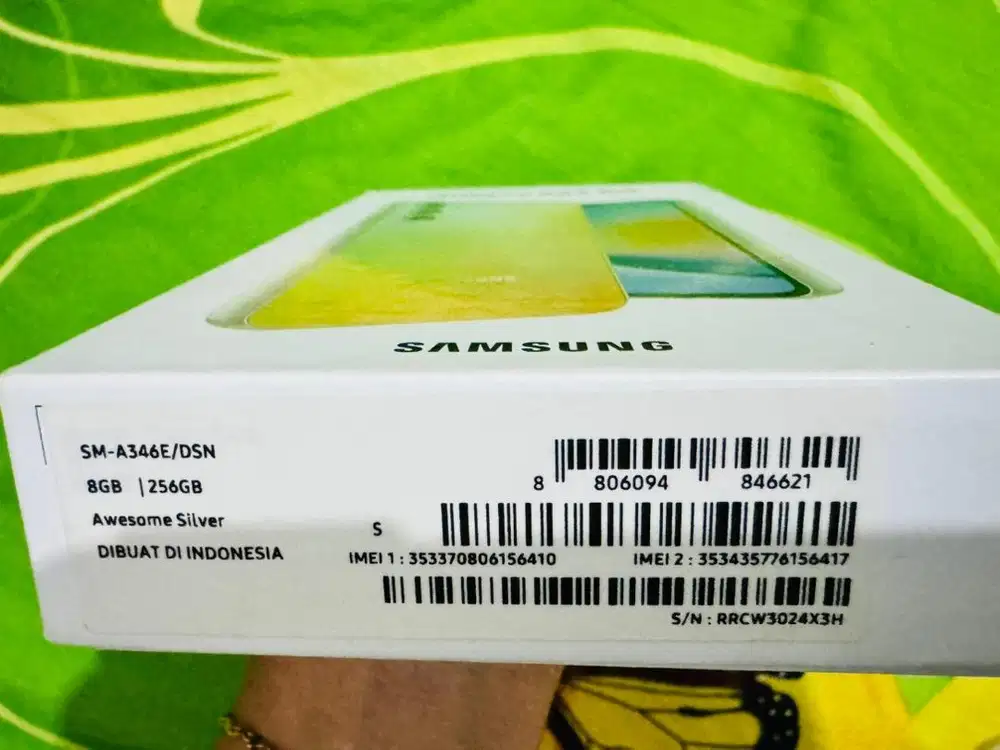 SAMSUNG
SM-A346E/DSN
8GB | 256GB
Awesome Silver
DIBUAT DI INDONESIA
8 806094 846621
S
IMEI 1 : 353370806156410
IMEI 2 : 353435776156417
S/N : RRCW3024X3H